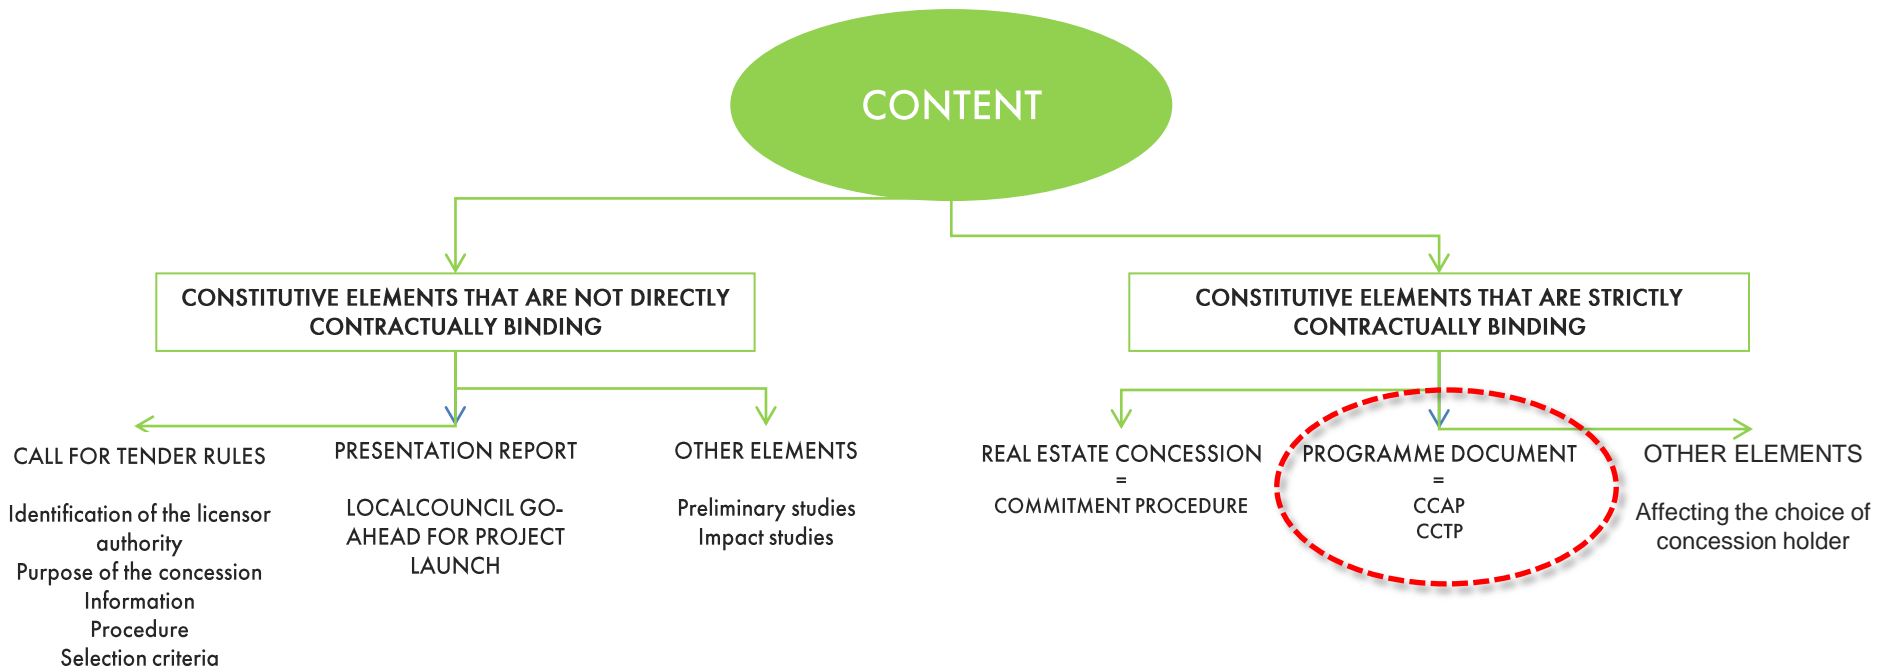 CONTENT
CONSTITUTIVE ELEMENTS THAT ARE NOT DIRECTLY
CONTRACTUALLY BINDING
CONSTITUTIVE ELEMENTS THAT ARE STRICTLY
CONTRACTUALLY BINDING
CALL FOR TENDER RULES
Identification of the licensor
authority
Purpose of the concession
Information
Procedure
Selection criteria
PRESENTATION REPORT
LOCALCOUNCIL GO-
AHEAD FOR PROJECT
LAUNCH
OTHER ELEMENTS
Preliminary studies
Impact studies
REAL ESTATE CONCESSION
=
COMMITMENT PROCEDURE
PROGRAMME DOCUMENT
=
CCAP
CCTP
OTHER ELEMENTS
Affecting the choice of
concession holder